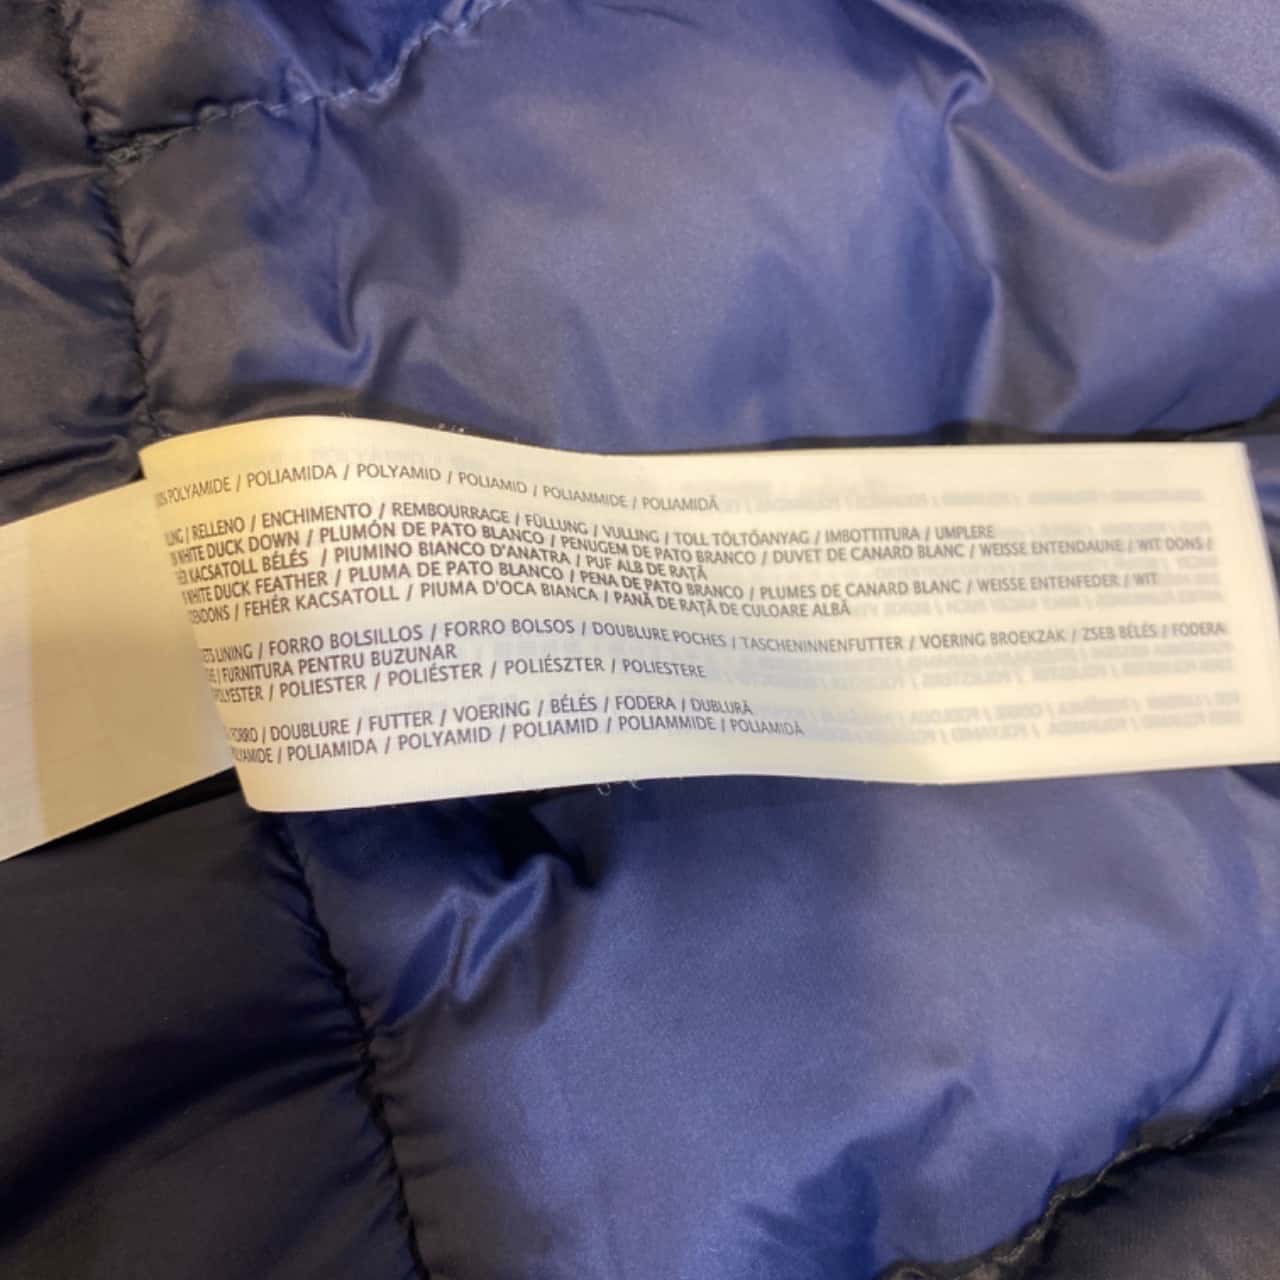 POLYAMIDE / POLIAMIDA / POLYAMID / POLIAMID / POLIAMMIDE / POLIAMIDĂ
/ RELLENO / ENCHIMENTO / REMBOURRAGE / FÜLLUNG / VULLING / TOLL TÖLTŐANYAG / IMBOTTITURA / UMPLERE
WHITE DUCK DOWN / PLUMÓN DE PATO BLANCO / PENUGEM DE PATO BRANCO / DUVET DE CANARD BLANC / WEISSE ENTENDAUNE / WIT DONS /
KACSATOLL BÉLÉS / PIUMINO BIANCO D'ANATRA / PUF ALB DE RAȚĂ
WHITE DUCK FEATHER / PLUMA DE PATO BLANCO / PENA DE PATO BRANCO / PLUMES DE CANARD BLANC / WEISSE ENTENFEDER / WIT
/ FEHÉR KACSATOLL / PIUMA D'OCA BIANCA / PANĂ DE RAȚĂ DE CULOARE ALBĂ
LINING / FORRO BOLSILLOS / FORRO BOLSOS / DOUBLURE POCHES / TASCHENINNENFUTTER / VOERING BROEKZAK / ZSEB BÉLÉS / FODERA
/ FURNITURA PENTRU BUZUNAR
/ POLIESTER / POLIÉSTER / POLIÉSZTER / POLIESTERE
/ DOUBLURE / FUTTER / VOERING / BÉLÉS / FODERA / DUBLURĂ
/ POLIAMIDA / POLYAMID / POLIAMID / POLIAMMIDE / POLIAMIDĂ